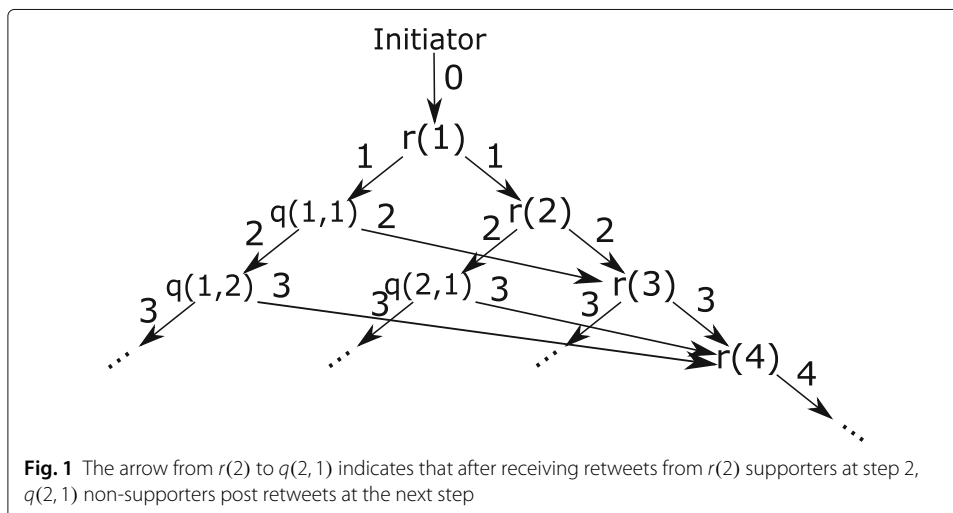 Initiator
0
r(1)
1 1
q(1,1) 2 r(2)
2 2 2
q(1,2) 3 q(2,1) 3 r(3)
3 3 3 3
... ... ... r(4) 4
...
Fig. 1 The arrow from r(2) to q(2, 1) indicates that after receiving retweets from r(2) supporters at step 2,
q(2, 1) non-supporters post retweets at the next step